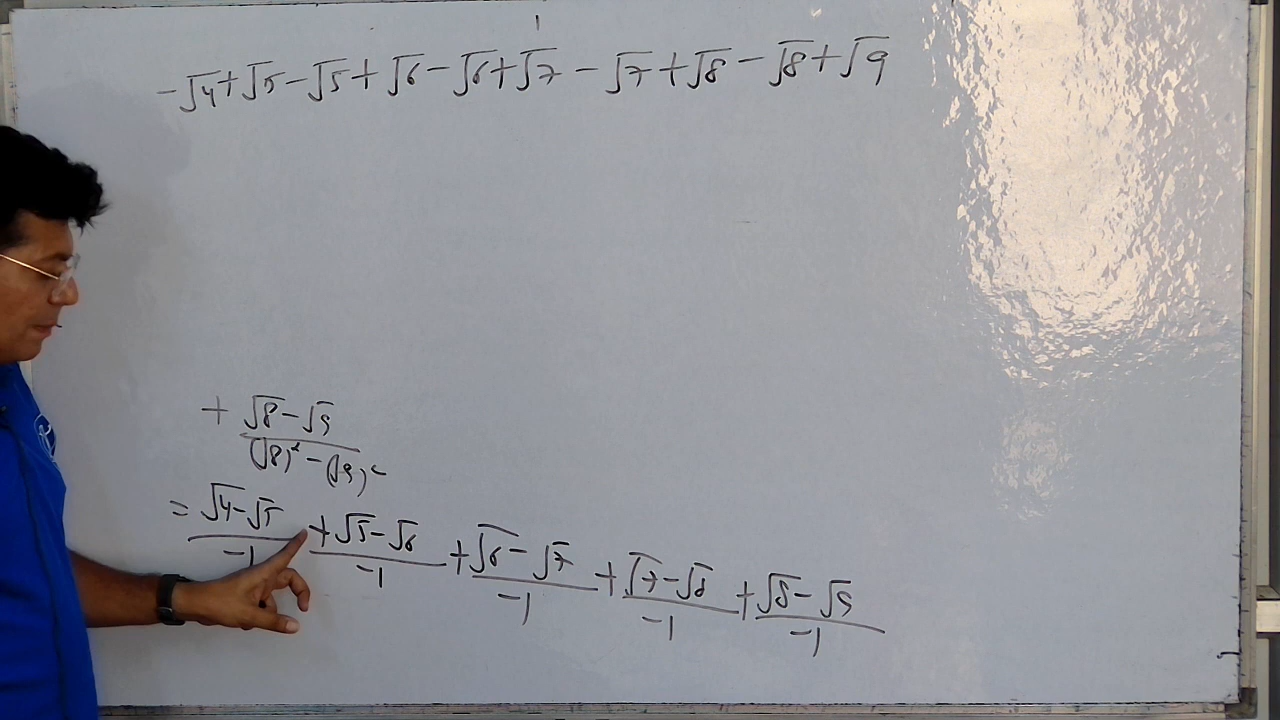 -√4+√5-√5+√6-√6+√7-√7+√8-√8+√9
+ (√8-√9)/((√8)²-(√9)²)
= (√4-√5)/-1 + (√5-√6)/-1 + (√6-√7)/-1 + (√7-√8)/-1 + (√8-√9)/-1